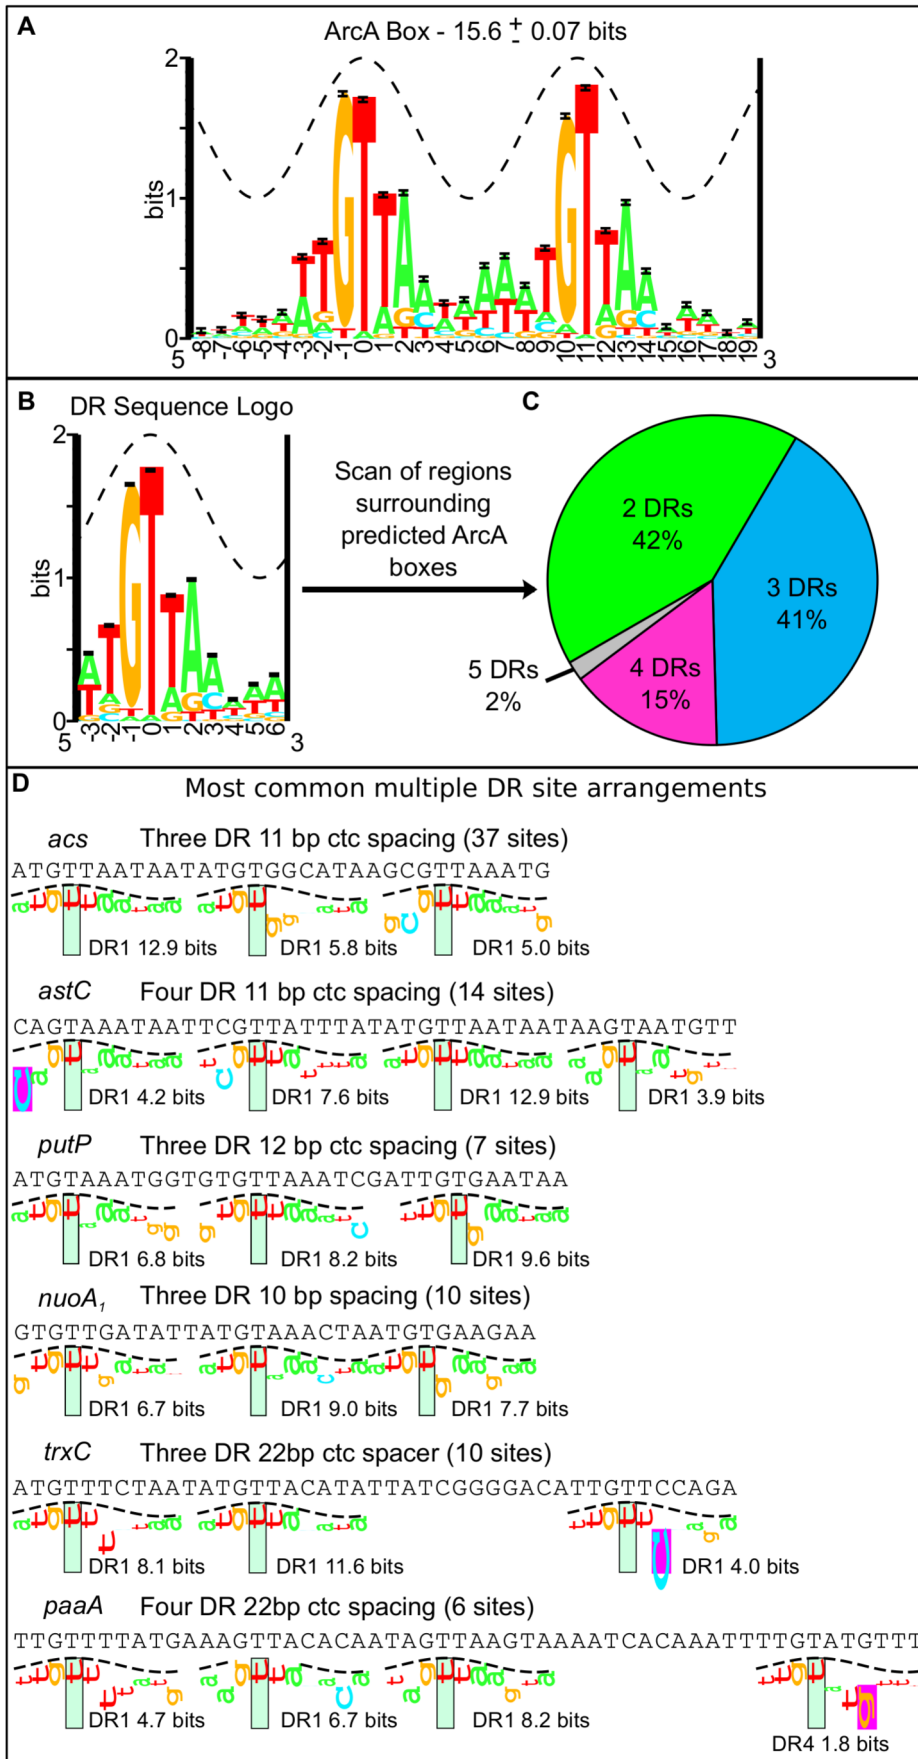 A
ArcA Box - 15.6 ± 0.07 bits
2
1
0
bits
5
-8 -7 -6 -5 -4 -3 -2 -1 0 1 2 3 4 5 6 7 8 9 10 11 12 13 14 15 16 17 18 19
3
B
DR Sequence Logo
2
1
0
bits
5
-3 -2 -1 0 1 2 3 4 5 6
3
Scan of regions
surrounding
predicted ArcA
boxes
C
2 DRs
42%
3 DRs
41%
4 DRs
15%
5 DRs
2%
D
Most common multiple DR site arrangements
acs Three DR 11 bp ctc spacing (37 sites)
ATGTTAATAATATGTGGCATAAGCGTTAAATG
DR1 12.9 bits DR1 5.8 bits DR1 5.0 bits
astC Four DR 11 bp ctc spacing (14 sites)
CAGTAAATAATTCGTTATTTATATGTTAATAATAAGTAATGTT
DR1 4.2 bits DR1 7.6 bits DR1 12.9 bits DR1 3.9 bits
putP Three DR 12 bp ctc spacing (7 sites)
ATGTAAATGGTGTGTTAAATCGATTGTGAATAA
DR1 6.8 bits DR1 8.2 bits DR1 9.6 bits
nuoA1 Three DR 10 bp spacing (10 sites)
GTGTTGATATTATGTAAACTAATGTGAAGAA
DR1 6.7 bits DR1 9.0 bits DR1 7.7 bits
trxC Three DR 22bp ctc spacer (10 sites)
ATGTTTCTAATATGTTACATATTATCGGGGACATTGTTCCAGA
DR1 8.1 bits DR1 11.6 bits DR1 4.0 bits
paaA Four DR 22bp ctc spacing (6 sites)
TTGTTTTATGAAAGTTACACAATAGTTAAGTAAAATCACAAATTTTGTATGTTT
DR1 4.7 bits DR1 6.7 bits DR1 8.2 bits
DR4 1.8 bits